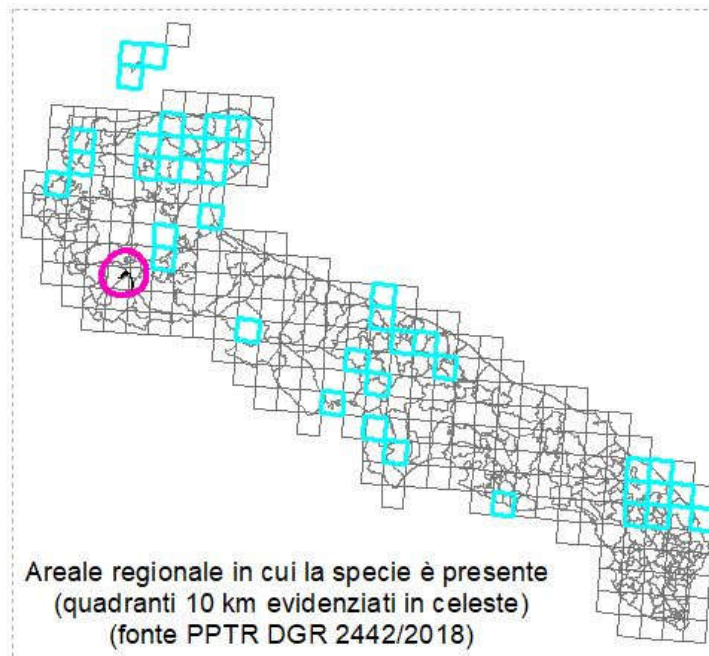 Areale regionale in cui la specie è presente
(quadranti 10 km evidenziati in celeste)
(fonte PPTR DGR 2442/2018)